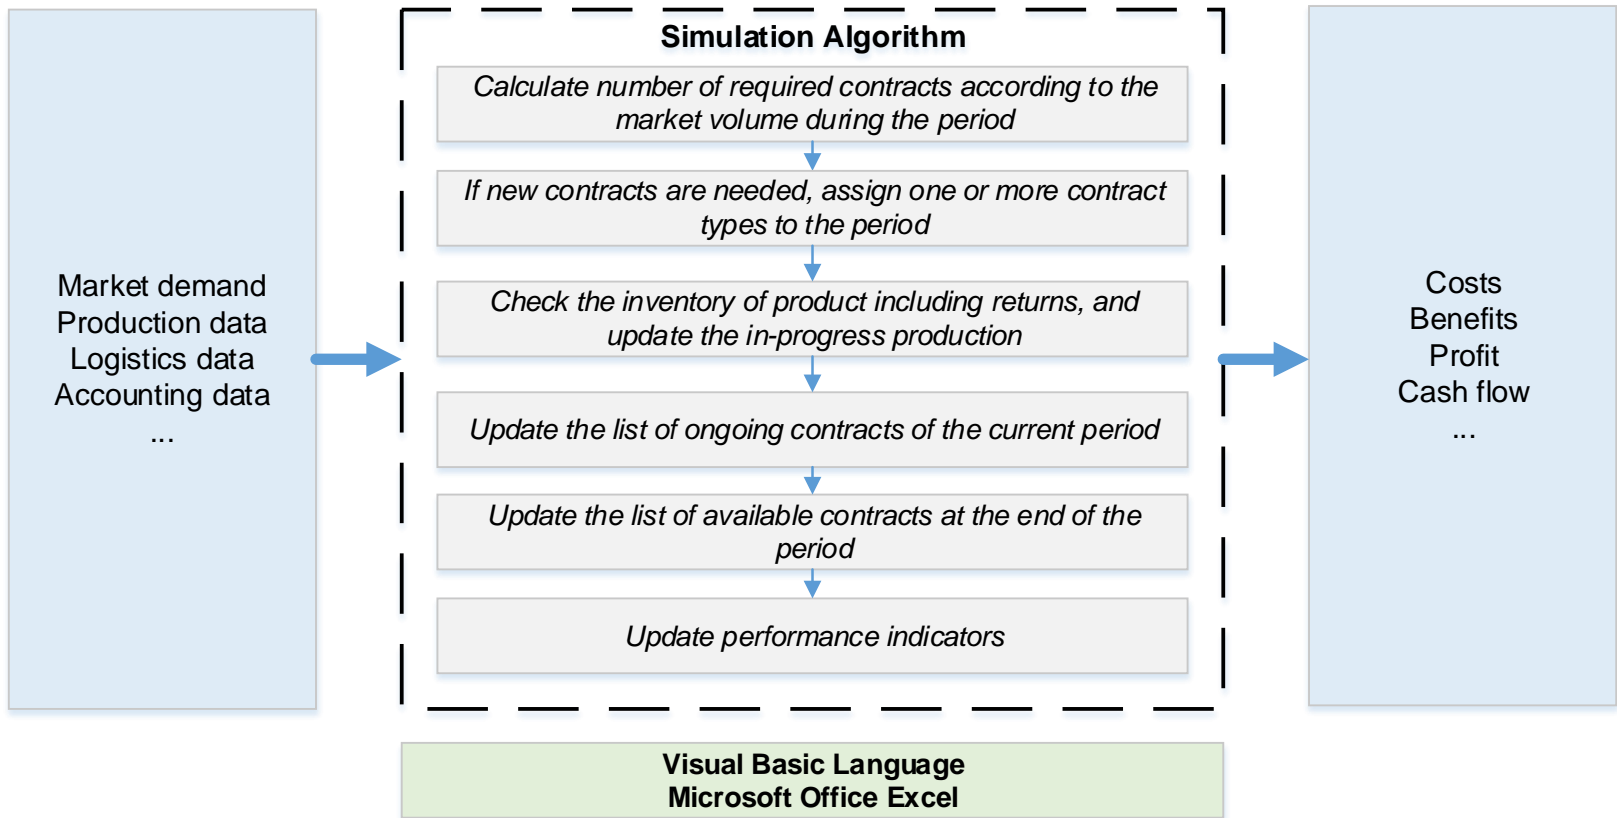 Market demand
Production data
Logistics data
Accounting data
...
Simulation Algorithm
Calculate number of required contracts according to the
market volume during the period
If new contracts are needed, assign one or more contract
types to the period
Check the inventory of product including returns, and
update the in-progress production
Update the list of ongoing contracts of the current period
Update the list of available contracts at the end of the
period
Update performance indicators
Costs
Benefits
Profit
Cash flow
...
Visual Basic Language
Microsoft Office Excel